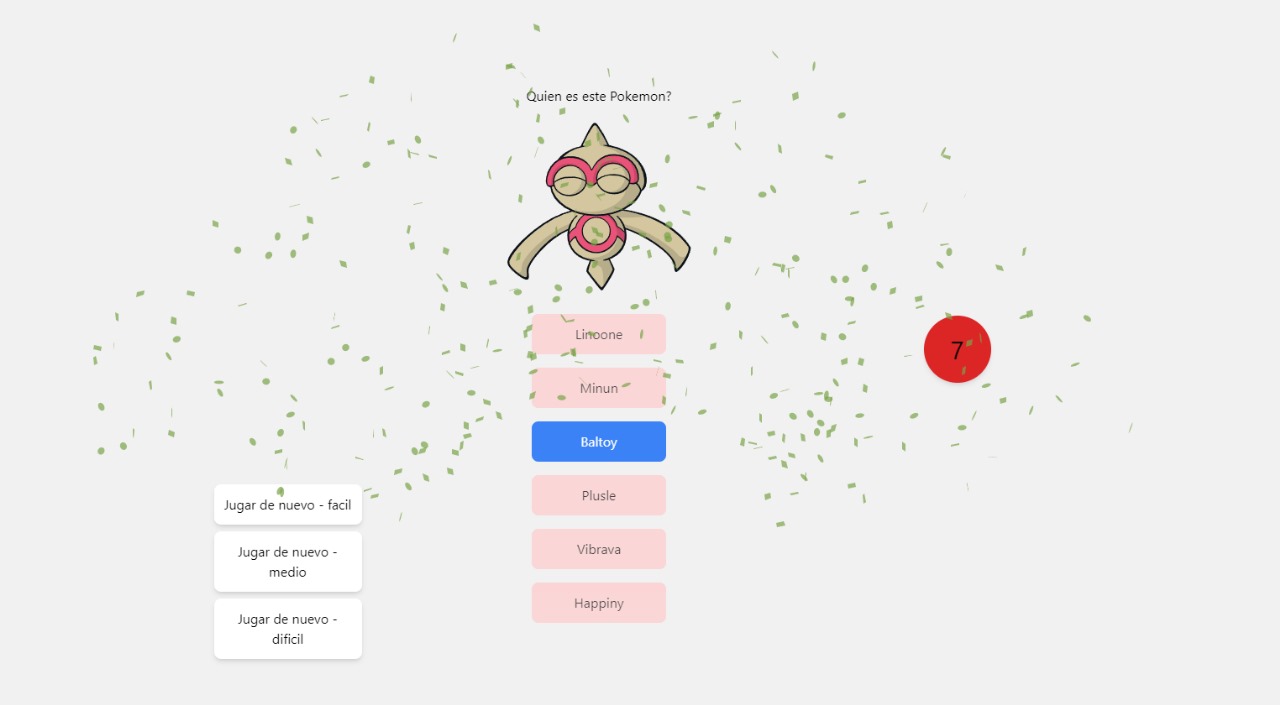 Quien es este Pokemon?
Linoone
Minun
Baltoy
Plusle
Vibrava
Happiny
7
Jugar de nuevo - facil
Jugar de nuevo -
medio
Jugar de nuevo -
dificil